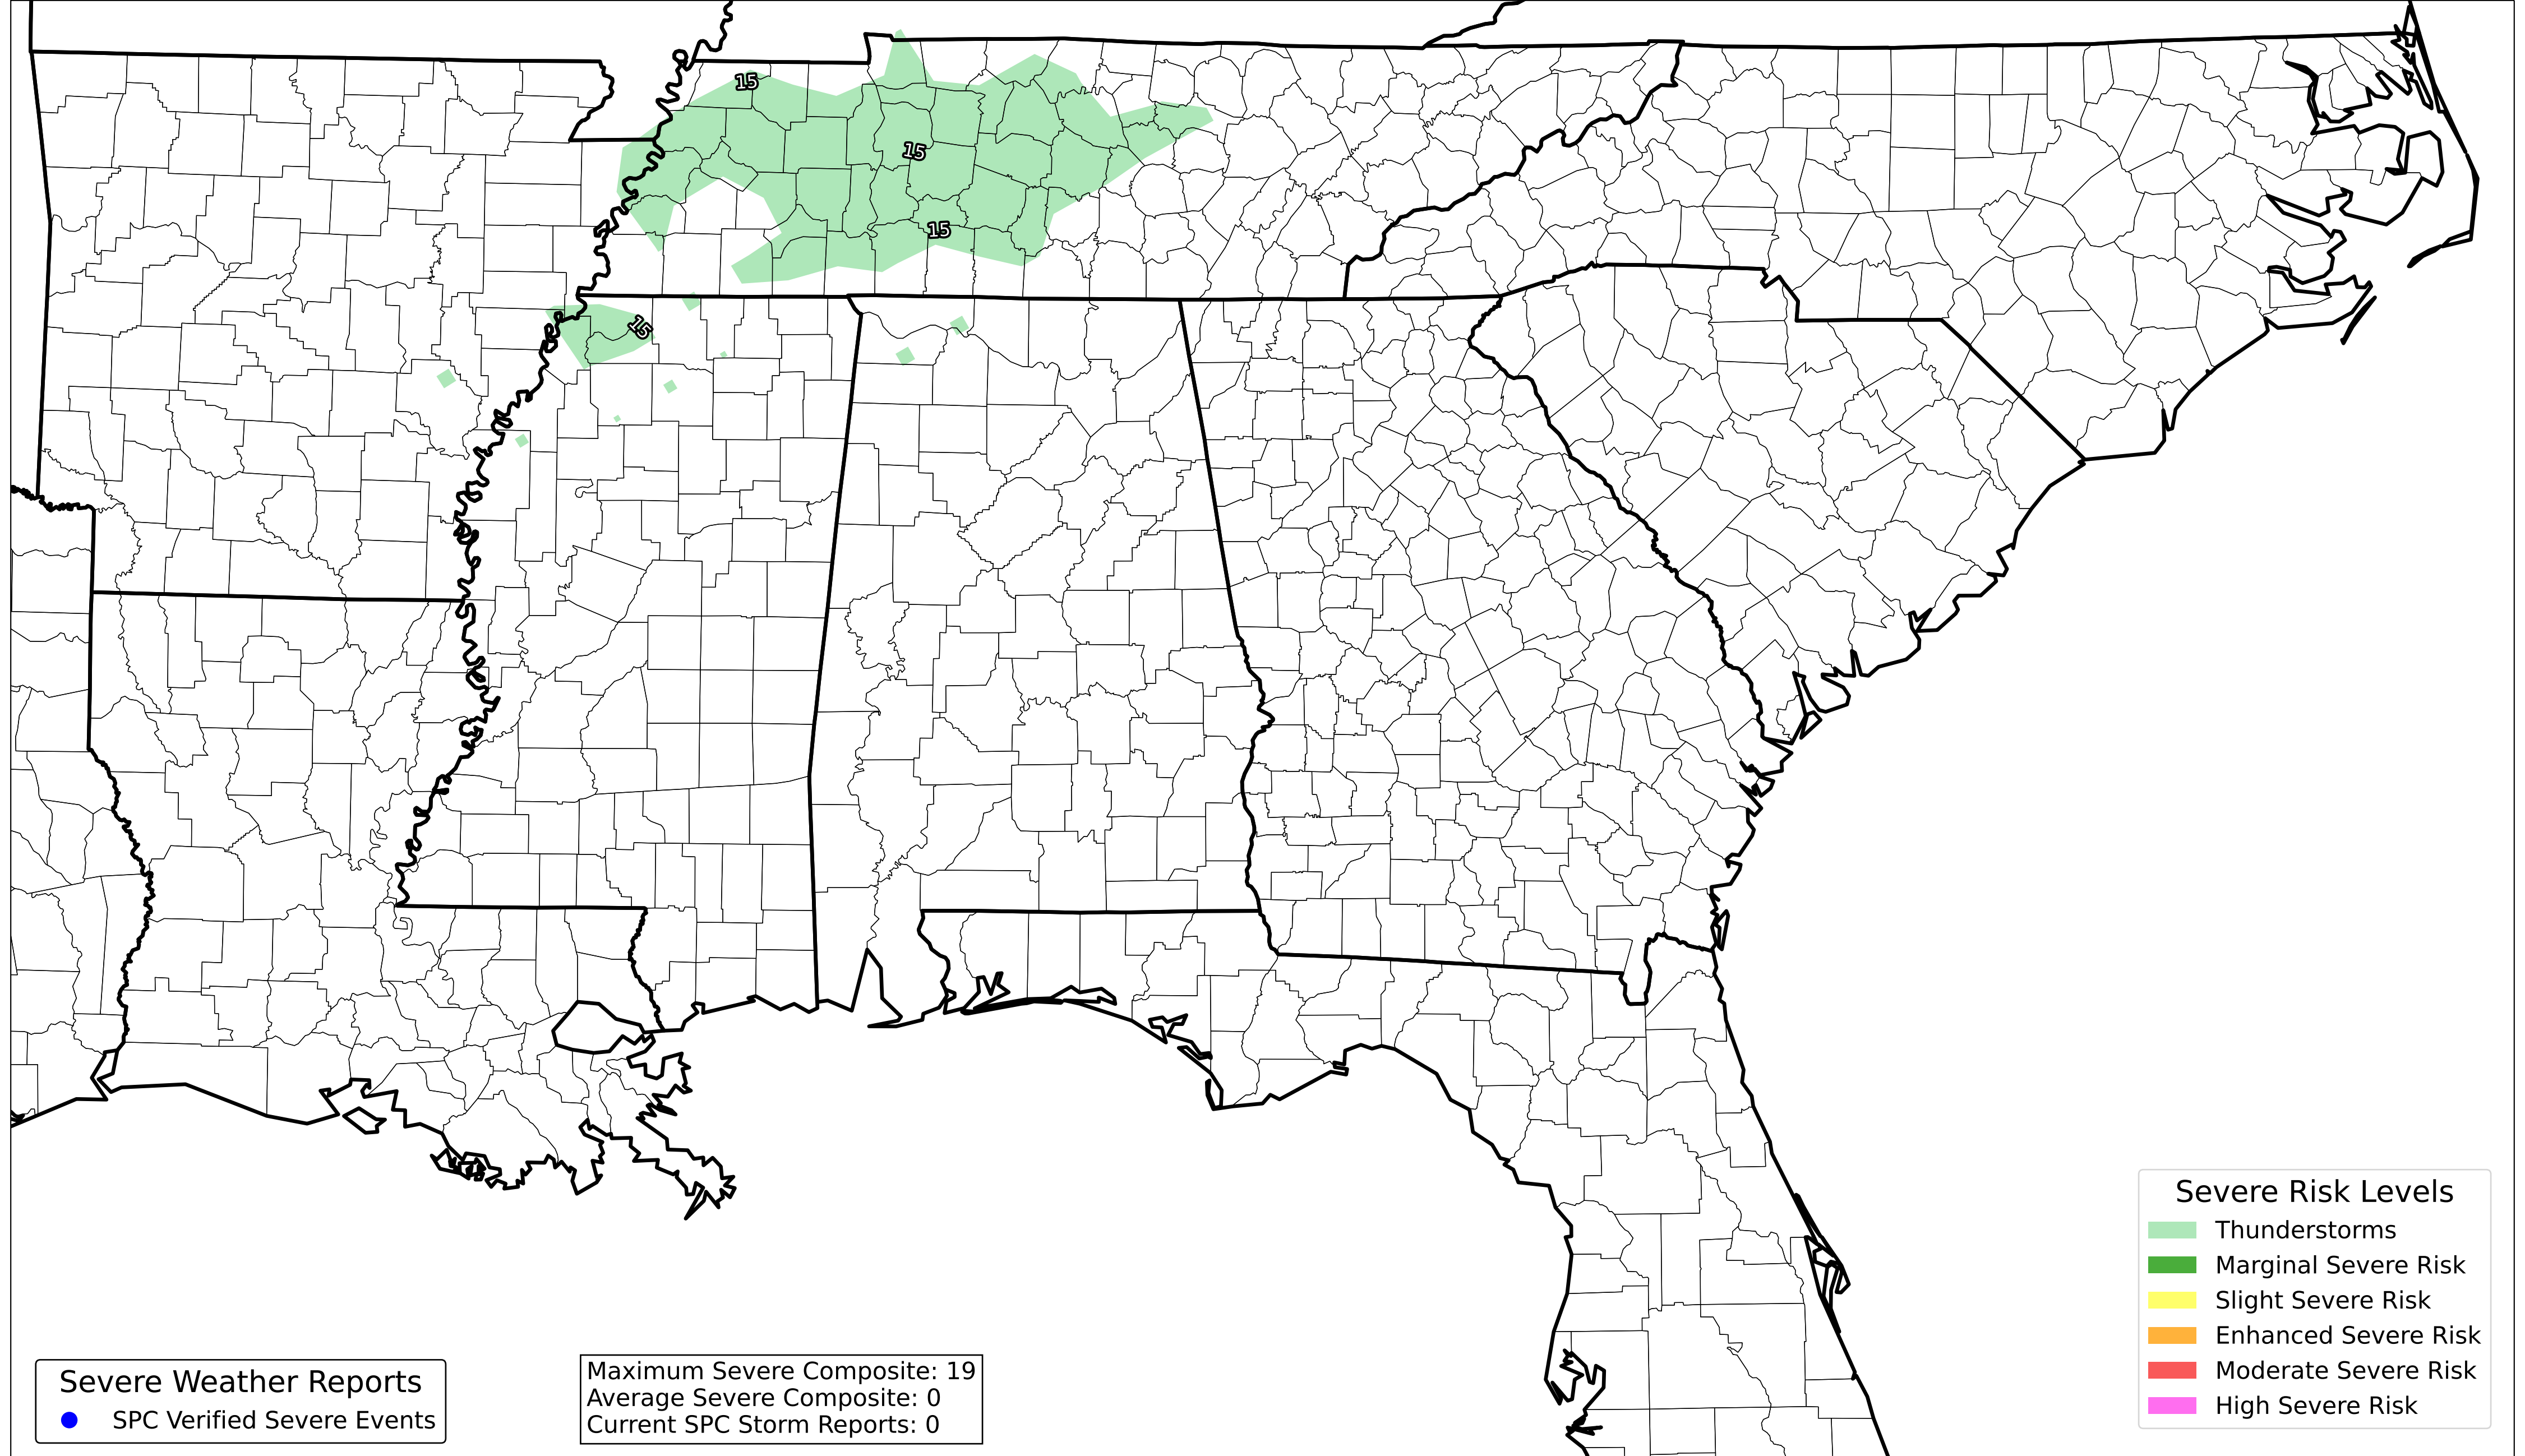 15
15
15
15
Severe Risk Levels
Thunderstorms
Marginal Severe Risk
Slight Severe Risk
Enhanced Severe Risk
Moderate Severe Risk
High Severe Risk
Severe Weather Reports
SPC Verified Severe Events
Maximum Severe Composite: 19
Average Severe Composite: 0
Current SPC Storm Reports: 0